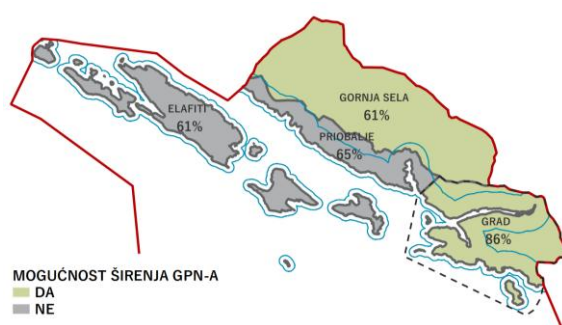 GORNJA SELA
61%
ELAFITI
61%
PRIOBALJE
65%
GRAD
86%
MOGUĆNOST ŠIRENJA GPN-A
DA
NE